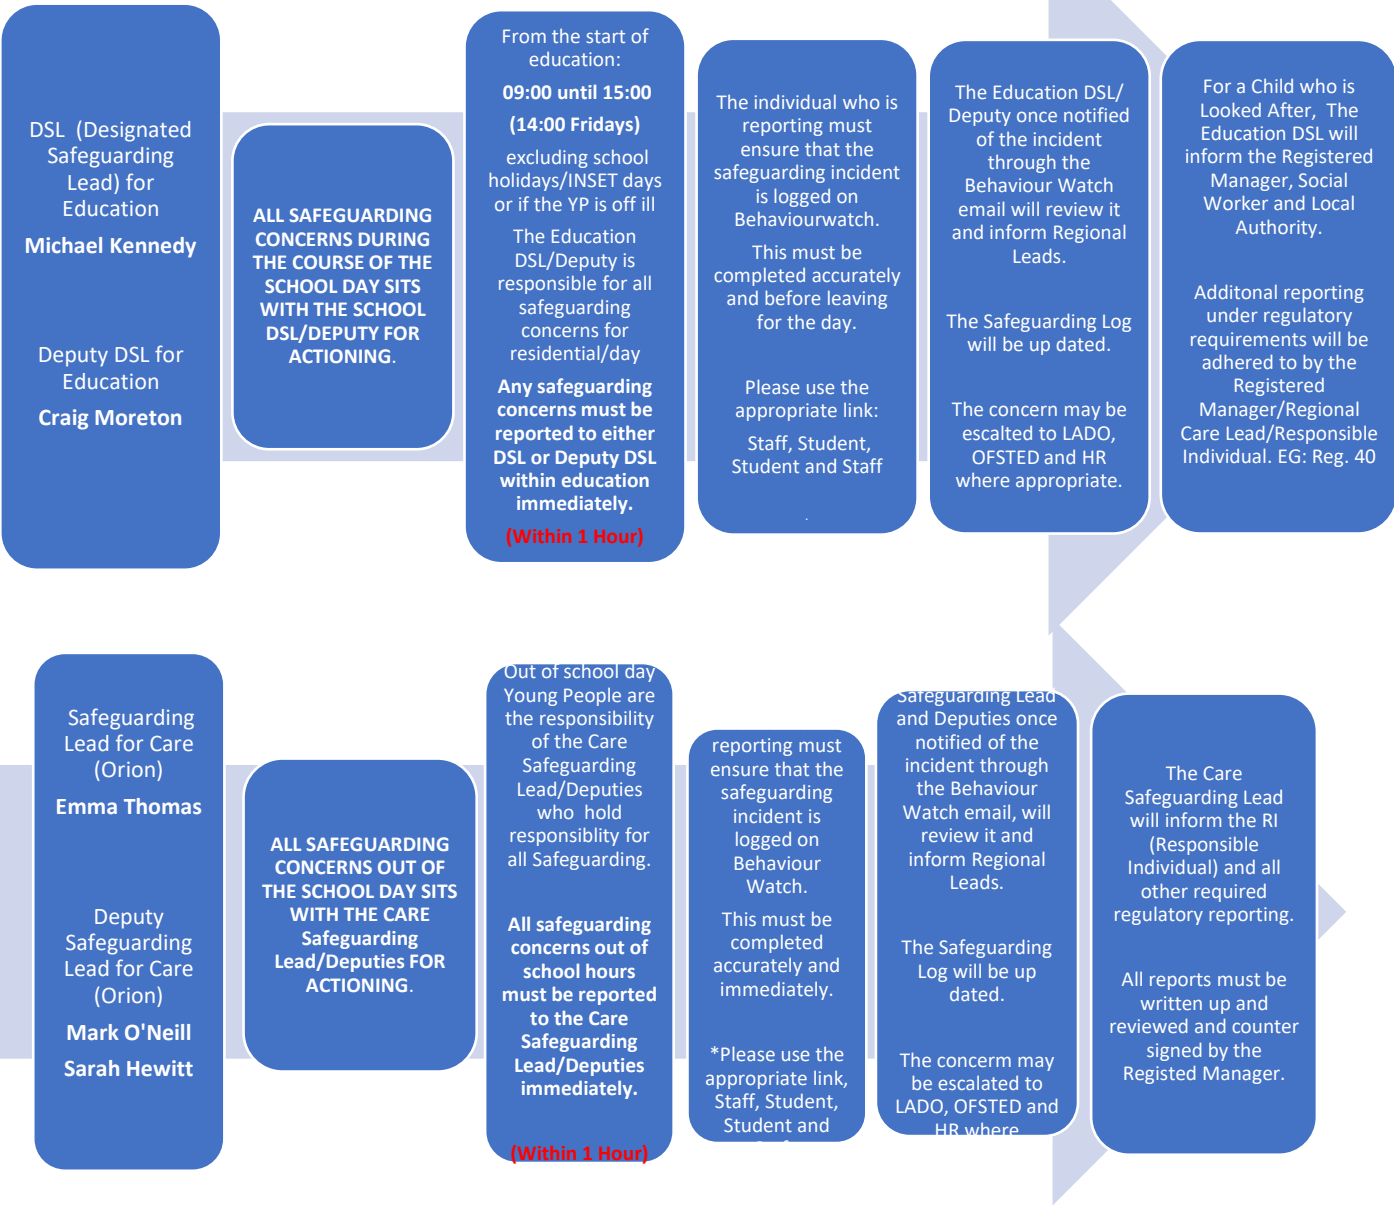 DSL (Designated
Safeguarding
Lead) for
Education
Michael Kennedy
Deputy DSL for
Education
Craig Moreton
ALL SAFEGUARDING
CONCERNS DURING
THE COURSE OF THE
SCHOOL DAY SITS
WITH THE SCHOOL
DSL/DEPUTY FOR
ACTIONING.
From the start of
education:
09:00 until 15:00
(14:00 Fridays)
excluding school
holidays/INSET days
or if the YP is off ill
The Education
DSL/Deputy is
responsible for all
safeguarding
concerns for
residential/day
Any safeguarding
concerns must be
reported to either
DSL or Deputy DSL
within education
immediately.
(Within 1 Hour)
The individual who is
reporting must
ensure that the
safeguarding incident
is logged on
Behaviourwatch.
This must be
completed accurately
and before leaving
for the day.
Please use the
appropriate link:
Staff, Student,
Student and Staff
.
The Education DSL/
Deputy once notified
of the incident
through the
Behaviour Watch
email will review it
and inform Regional
Leads.
The Safeguarding Log
will be up dated.
The concern may be
escalted to LADO,
OFSTED and HR
where appropriate.
For a Child who is
Looked After, The
Education DSL will
inform the Registered
Manager, Social
Worker and Local
Authority.
Additonal reporting
under regulatory
requirements will be
adhered to by the
Registered
Manager/Regional
Care Lead/Responsible
Individual. EG: Reg. 40
Safeguarding
Lead for Care
(Orion)
Emma Thomas
Deputy
Safeguarding
Lead for Care
(Orion)
Mark O'Neill
Sarah Hewitt
ALL SAFEGUARDING
CONCERNS OUT OF
THE SCHOOL DAY SITS
WITH THE CARE
Safeguarding
Lead/Deputies FOR
ACTIONING.
Out of school day
Young People are
the responsibility
of the Care
Safeguarding
Lead/Deputies
who hold
responsiblity for
all Safeguarding.
All safeguarding
concerns out of
school hours
must be reported
to the Care
Safeguarding
Lead/Deputies
immediately.
(Within 1 Hour)
reporting must
ensure that the
safeguarding
incident is
logged on
Behaviour
Watch.
This must be
completed
accurately and
immediately.
*Please use the
appropriate link,
Staff, Student,
Student and
Safeguarding Lead
and Deputies once
notified of the
incident through
the Behaviour
Watch email, will
review it and
inform Regional
Leads.
The Safeguarding
Log will be up
dated.
The concerm may
be escalated to
LADO, OFSTED and
HR where
The Care
Safeguarding Lead
will inform the RI
(Responsible
Individual) and all
other required
regulatory reporting.
All reports must be
written up and
reviewed and counter
signed by the
Registed Manager.